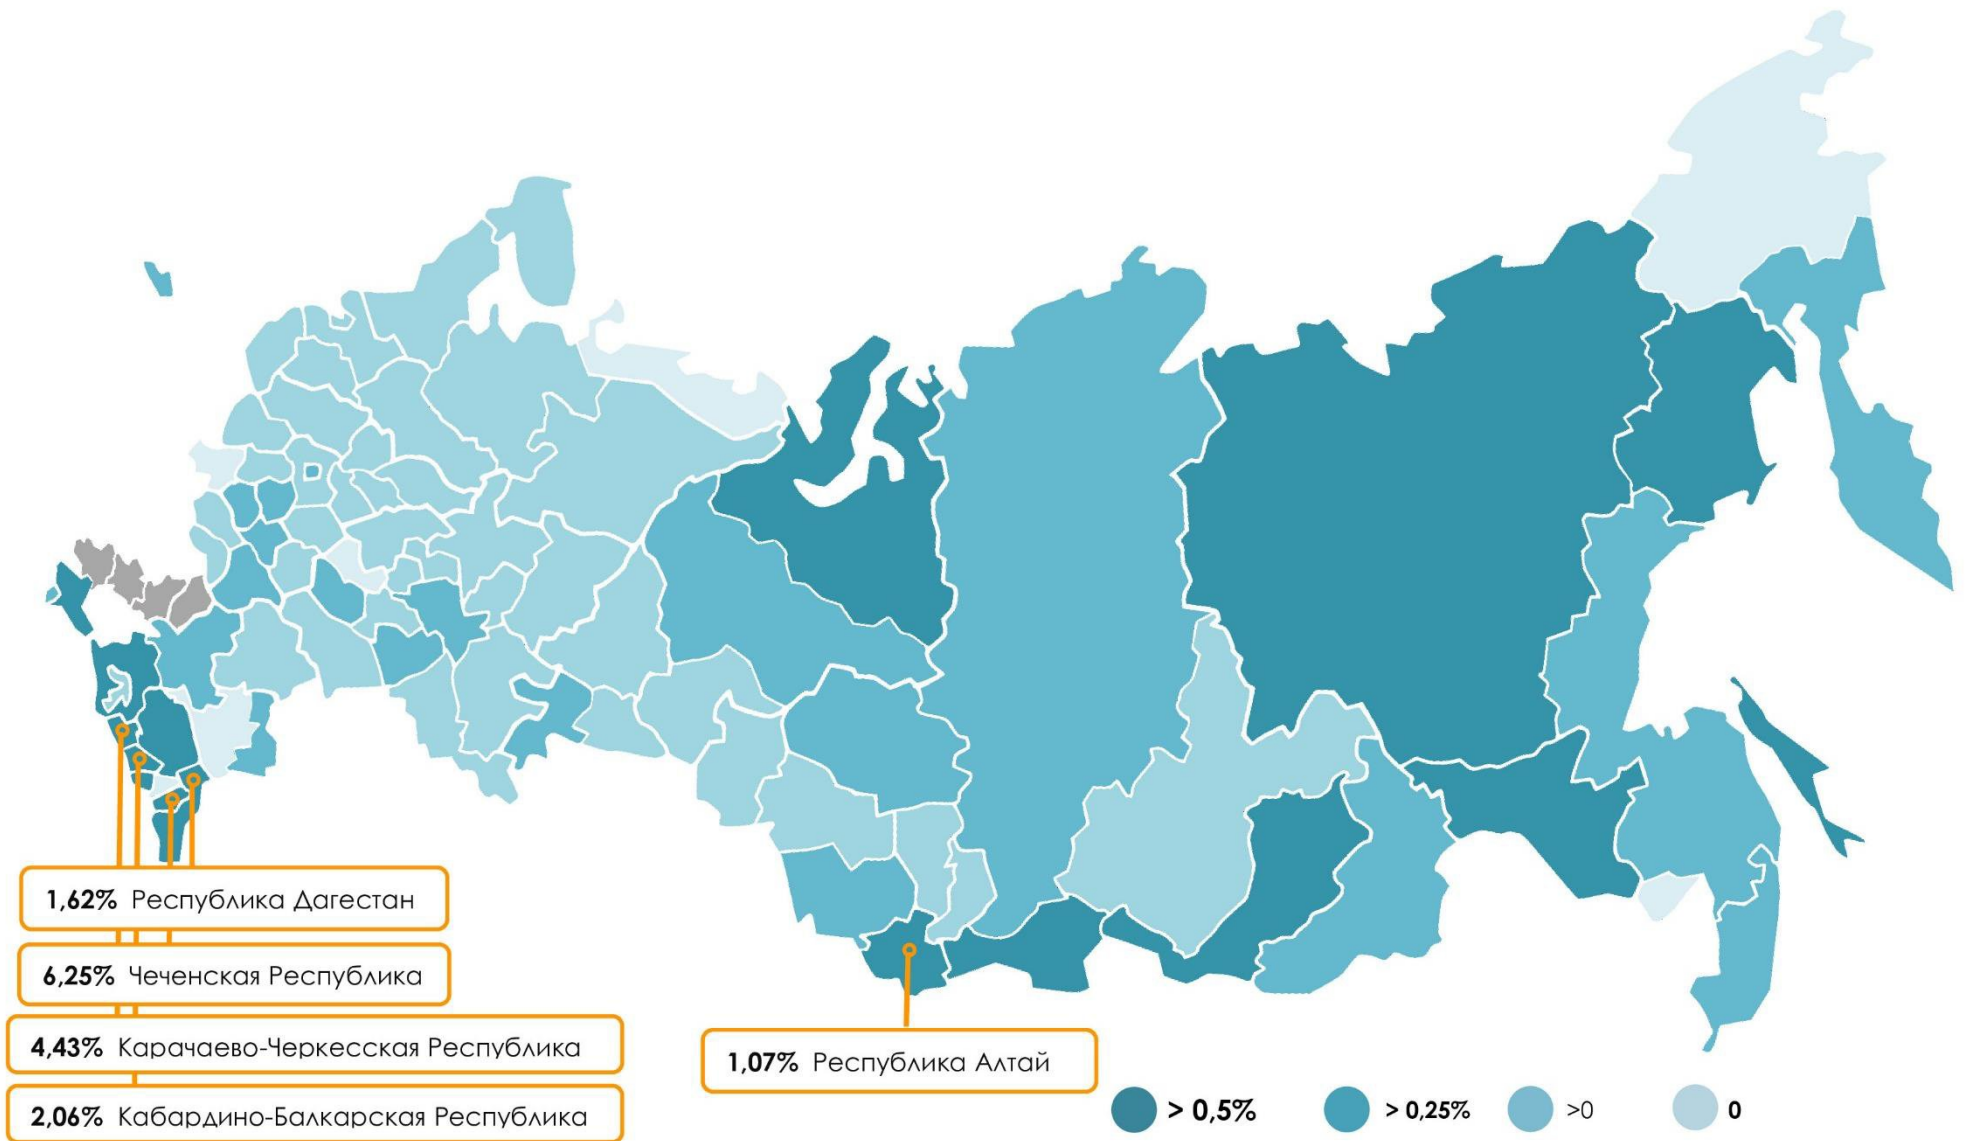 1,62% Республика Дагестан
6,25% Чеченская Республика
4,43% Карачаево-Черкесская Республика
2,06% Кабардино-Балкарская Республика
1,07% Республика Алтай
> 0,5%
> 0,25%
>0
0